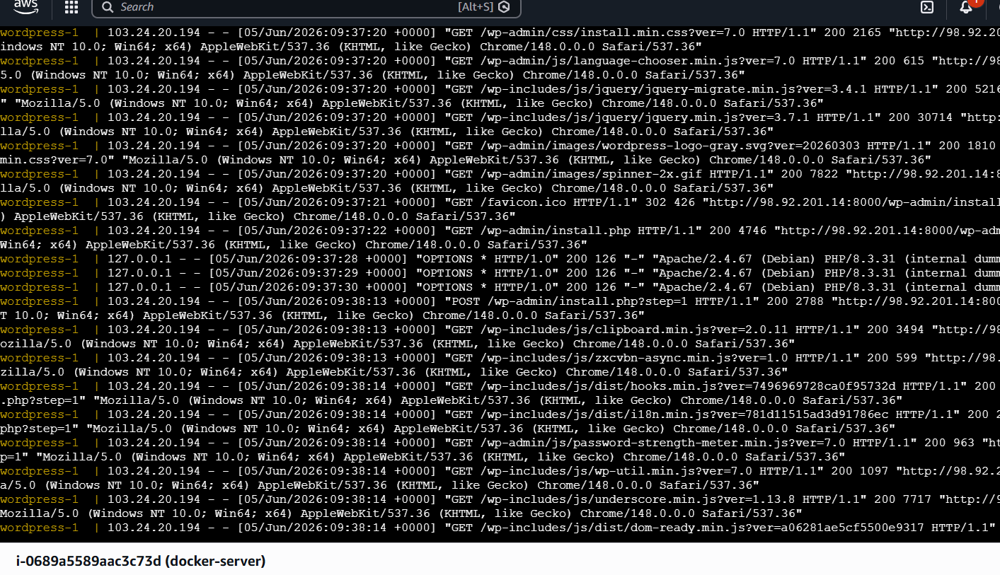 aws
Search [Alt+S]
1
wordpress-1 | 103.24.20.194 - - [05/Jun/2026:09:37:20 +0000] "GET /wp-admin/css/install.min.css?ver=7.0 HTTP/1.1" 200 2165 "http://98.92.20
indows NT 10.0; Win64; x64) AppleWebKit/537.36 (KHTML, like Gecko) Chrome/148.0.0.0 Safari/537.36"
wordpress-1 | 103.24.20.194 - - [05/Jun/2026:09:37:20 +0000] "GET /wp-admin/js/language-chooser.min.js?ver=7.0 HTTP/1.1" 200 615 "http://98
5.0 (Windows NT 10.0; Win64; x64) AppleWebKit/537.36 (KHTML, like Gecko) Chrome/148.0.0.0 Safari/537.36"
wordpress-1 | 103.24.20.194 - - [05/Jun/2026:09:37:20 +0000] "GET /wp-includes/js/jquery/jquery-migrate.min.js?ver=3.4.1 HTTP/1.1" 200 5216
" "Mozilla/5.0 (Windows NT 10.0; Win64; x64) AppleWebKit/537.36 (KHTML, like Gecko) Chrome/148.0.0.0 Safari/537.36"
wordpress-1 | 103.24.20.194 - - [05/Jun/2026:09:37:20 +0000] "GET /wp-includes/js/jquery/jquery.min.js?ver=3.7.1 HTTP/1.1" 200 30714 "http:
lla/5.0 (Windows NT 10.0; Win64; x64) AppleWebKit/537.36 (KHTML, like Gecko) Chrome/148.0.0.0 Safari/537.36"
wordpress-1 | 103.24.20.194 - - [05/Jun/2026:09:37:20 +0000] "GET /wp-admin/images/wordpress-logo-gray.svg?ver=20260303 HTTP/1.1" 200 1810
min.css?ver=7.0" "Mozilla/5.0 (Windows NT 10.0; Win64; x64) AppleWebKit/537.36 (KHTML, like Gecko) Chrome/148.0.0.0 Safari/537.36"
wordpress-1 | 103.24.20.194 - - [05/Jun/2026:09:37:20 +0000] "GET /wp-admin/images/spinner-2x.gif HTTP/1.1" 200 7822 "http://98.92.201.14:8
lla/5.0 (Windows NT 10.0; Win64; x64) AppleWebKit/537.36 (KHTML, like Gecko) Chrome/148.0.0.0 Safari/537.36"
wordpress-1 | 103.24.20.194 - - [05/Jun/2026:09:37:21 +0000] "GET /favicon.ico HTTP/1.1" 302 426 "http://98.92.201.14:8000/wp-admin/install
) AppleWebKit/537.36 (KHTML, like Gecko) Chrome/148.0.0.0 Safari/537.36"
wordpress-1 | 103.24.20.194 - - [05/Jun/2026:09:37:22 +0000] "GET /wp-admin/install.php HTTP/1.1" 200 4746 "http://98.92.201.14:8000/wp-adm
Win64; x64) AppleWebKit/537.36 (KHTML, like Gecko) Chrome/148.0.0.0 Safari/537.36"
wordpress-1 | 127.0.0.1 - - [05/Jun/2026:09:37:28 +0000] "OPTIONS * HTTP/1.0" 200 126 "-" "Apache/2.4.67 (Debian) PHP/8.3.31 (internal dumm
wordpress-1 | 127.0.0.1 - - [05/Jun/2026:09:37:29 +0000] "OPTIONS * HTTP/1.0" 200 126 "-" "Apache/2.4.67 (Debian) PHP/8.3.31 (internal dumm
wordpress-1 | 127.0.0.1 - - [05/Jun/2026:09:37:30 +0000] "OPTIONS * HTTP/1.0" 200 126 "-" "Apache/2.4.67 (Debian) PHP/8.3.31 (internal dumm
wordpress-1 | 103.24.20.194 - - [05/Jun/2026:09:38:13 +0000] "POST /wp-admin/install.php?step=1 HTTP/1.1" 200 2788 "http://98.92.201.14:800
T 10.0; Win64; x64) AppleWebKit/537.36 (KHTML, like Gecko) Chrome/148.0.0.0 Safari/537.36"
wordpress-1 | 103.24.20.194 - - [05/Jun/2026:09:38:13 +0000] "GET /wp-includes/js/clipboard.min.js?ver=2.0.11 HTTP/1.1" 200 3494 "http://98
ozilla/5.0 (Windows NT 10.0; Win64; x64) AppleWebKit/537.36 (KHTML, like Gecko) Chrome/148.0.0.0 Safari/537.36"
wordpress-1 | 103.24.20.194 - - [05/Jun/2026:09:38:13 +0000] "GET /wp-includes/js/zxcvbn-async.min.js?ver=1.0 HTTP/1.1" 200 599 "http://98.
zilla/5.0 (Windows NT 10.0; Win64; x64) AppleWebKit/537.36 (KHTML, like Gecko) Chrome/148.0.0.0 Safari/537.36"
wordpress-1 | 103.24.20.194 - - [05/Jun/2026:09:38:14 +0000] "GET /wp-includes/js/dist/hooks.min.js?ver=7496969728ca0f95732d HTTP/1.1" 200
.php?step=1" "Mozilla/5.0 (Windows NT 10.0; Win64; x64) AppleWebKit/537.36 (KHTML, like Gecko) Chrome/148.0.0.0 Safari/537.36"
wordpress-1 | 103.24.20.194 - - [05/Jun/2026:09:38:14 +0000] "GET /wp-includes/js/dist/i18n.min.js?ver=781d11515ad3d91786ec HTTP/1.1" 200 2
php?step=1" "Mozilla/5.0 (Windows NT 10.0; Win64; x64) AppleWebKit/537.36 (KHTML, like Gecko) Chrome/148.0.0.0 Safari/537.36"
wordpress-1 | 103.24.20.194 - - [05/Jun/2026:09:38:14 +0000] "GET /wp-admin/js/password-strength-meter.min.js?ver=7.0 HTTP/1.1" 200 963 "ht
p=1" "Mozilla/5.0 (Windows NT 10.0; Win64; x64) AppleWebKit/537.36 (KHTML, like Gecko) Chrome/148.0.0.0 Safari/537.36"
wordpress-1 | 103.24.20.194 - - [05/Jun/2026:09:38:14 +0000] "GET /wp-includes/js/wp-util.min.js?ver=7.0 HTTP/1.1" 200 1097 "http://98.92.2
a/5.0 (Windows NT 10.0; Win64; x64) AppleWebKit/537.36 (KHTML, like Gecko) Chrome/148.0.0.0 Safari/537.36"
wordpress-1 | 103.24.20.194 - - [05/Jun/2026:09:38:14 +0000] "GET /wp-includes/js/underscore.min.js?ver=1.13.8 HTTP/1.1" 200 7717 "http://9
Mozilla/5.0 (Windows NT 10.0; Win64; x64) AppleWebKit/537.36 (KHTML, like Gecko) Chrome/148.0.0.0 Safari/537.36"
wordpress-1 | 103.24.20.194 - - [05/Jun/2026:09:38:14 +0000] "GET /wp-includes/js/dist/dom-ready.min.js?ver=a06281ae5cf5500e9317 HTTP/1.1"
i-0689a5589aac3c73d (docker-server)